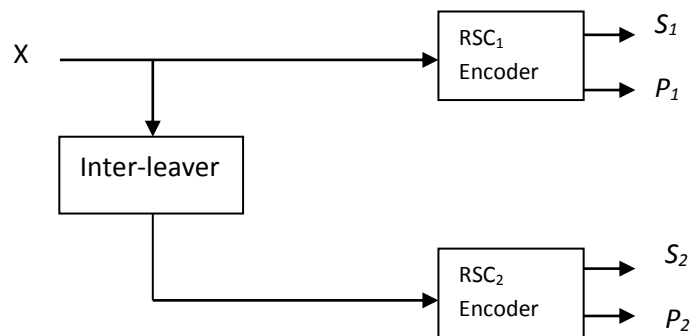 X
RSC₁
Encoder
S₁
P₁
Inter-leaver
RSC₂
Encoder
S₂
P₂